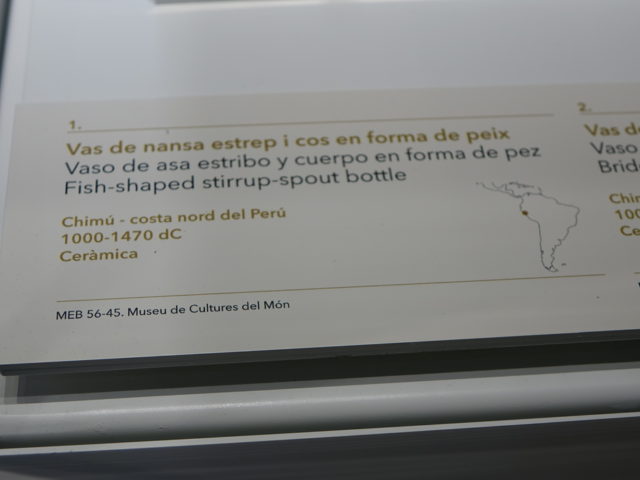 1.
Vas de nansa estrep i cos en forma de peix
Vaso de asa estribo y cuerpo en forma de pez
Fish-shaped stirrup-spout bottle
Chimú - costa nord del Perú
1000-1470 dC
Ceràmica
MEB 56-45. Museu de Cultures del Món
2.
Vas
Vaso